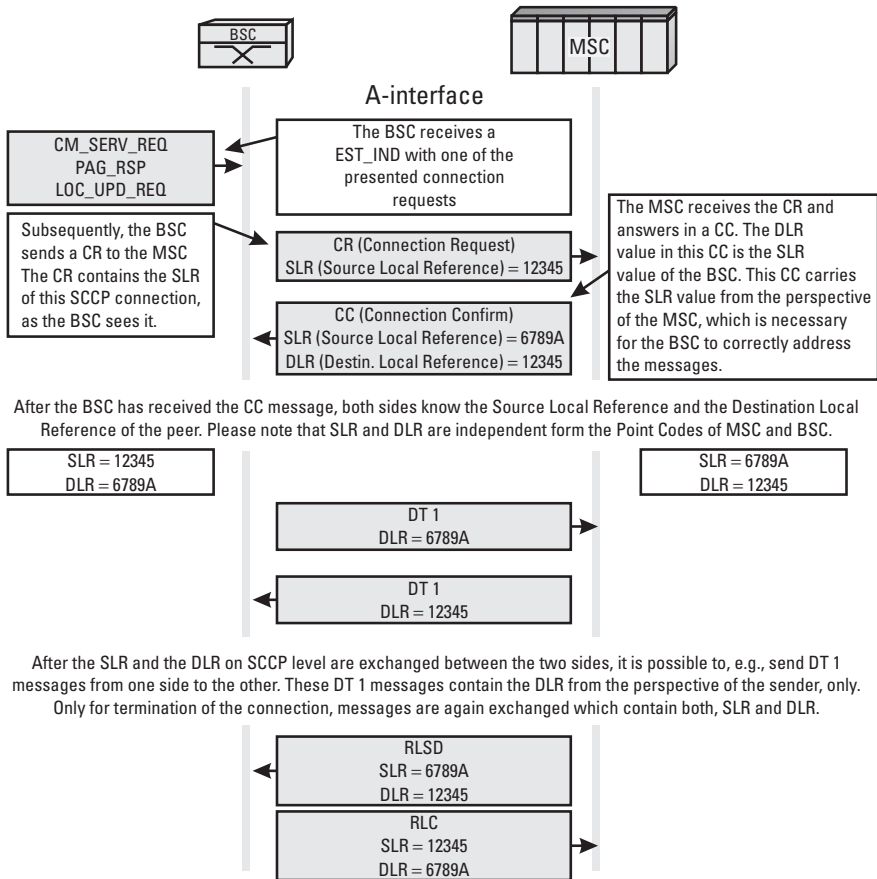 BSC
MSC
A-interface
CM_SERV_REQ
PAG_RSP
LOC_UPD_REQ
The BSC receives a
EST_IND with one of the
presented connection
requests
Subsequently, the BSC
sends a CR to the MSC
The CR contains the SLR
of this SCCP connection,
as the BSC sees it.
CR (Connection Request)
SLR (Source Local Reference) = 12345
The MSC receives the CR and
answers in a CC. The DLR
value in this CC is the SLR
value of the BSC. This CC carries
the SLR value from the perspective
of the MSC, which is necessary
for the BSC to correctly address
the messages.
CC (Connection Confirm)
SLR (Source Local Reference) = 6789A
DLR (Destin. Local Reference) = 12345
After the BSC has received the CC message, both sides know the Source Local Reference and the Destination Local
Reference of the peer. Please note that SLR and DLR are independent form the Point Codes of MSC and BSC.
SLR = 12345
DLR = 6789A
SLR = 6789A
DLR = 12345
DT 1
DLR = 6789A
DT 1
DLR = 12345
After the SLR and the DLR on SCCP level are exchanged between the two sides, it is possible to, e.g., send DT 1
messages from one side to the other. These DT 1 messages contain the DLR from the perspective of the sender, only.
Only for termination of the connection, messages are again exchanged which contain both, SLR and DLR.
RLSD
SLR = 6789A
DLR = 12345
RLC
SLR = 12345
DLR = 6789A